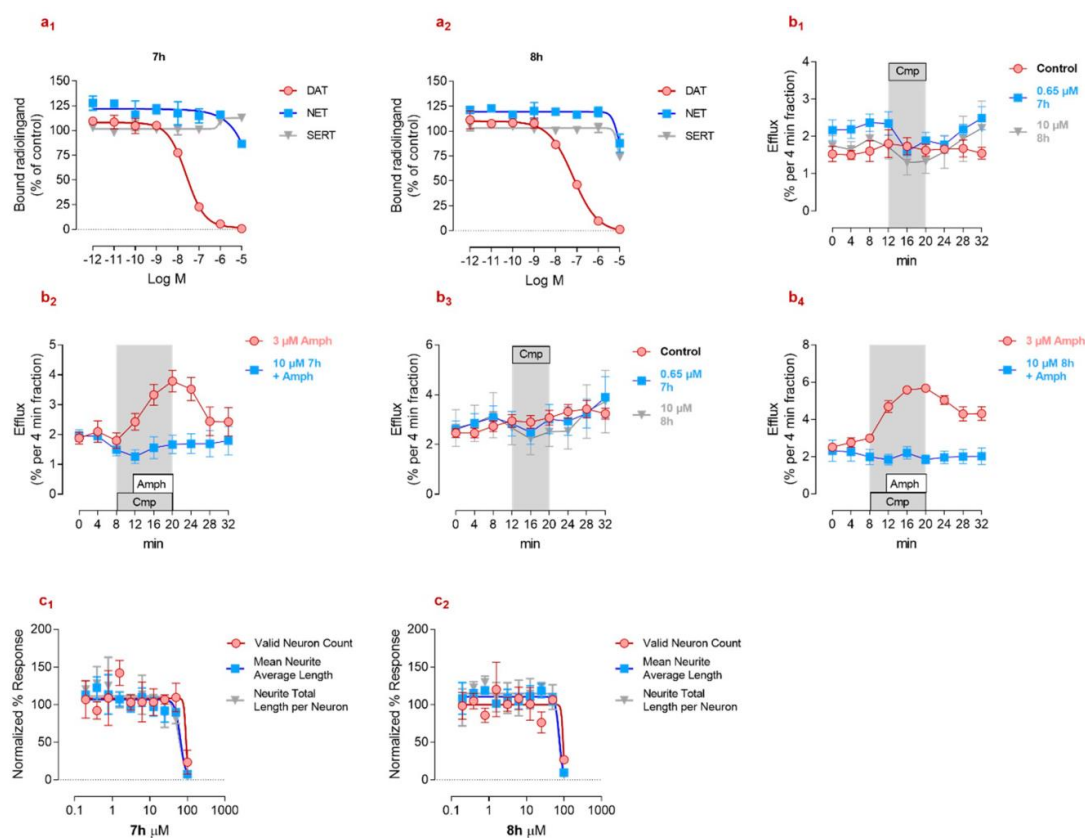 a1
7h
Bound radiolingand
(% of control)
150
125
100
75
50
25
0
-12 -11 -10 -9 -8 -7 -6 -5
Log M
DAT
NET
SERT
a2
8h
Bound radiolingand
(% of control)
150
125
100
75
50
25
0
-12 -11 -10 -9 -8 -7 -6 -5
Log M
DAT
NET
SERT
b1
Efflux
(% per 4 min fraction)
4
3
2
1
0
Cmp
0 4 8 12 16 20 24 28 32
min
Control
0.65 µM
7h
10 µM
8h
b2
Efflux
(% per 4 min fraction)
5
4
3
2
1
0
Amph
Cmp
0 4 8 12 16 20 24 28 32
min
3 µM Amph
10 µM 7h
+ Amph
b3
Efflux
(% per 4 min fraction)
6
4
2
0
Cmp
0 4 8 12 16 20 24 28 32
min
Control
0.65 µM
7h
10 µM
8h
b4
Efflux
(% per 4 min fraction)
8
6
4
2
0
Amph
Cmp
0 4 8 12 16 20 24 28 32
min
3 µM Amph
10 µM 8h
+ Amph
c1
Normalized % Response
200
150
100
50
0
0.1 1 10 100 1000
7h µM
Valid Neuron Count
Mean Neurite
Average Length
Neurite Total
Length per Neuron
c2
Normalized % Response
200
150
100
50
0
0.1 1 10 100 1000
8h µM
Valid Neuron Count
Mean Neurite
Average Length
Neurite Total
Length per Neuron